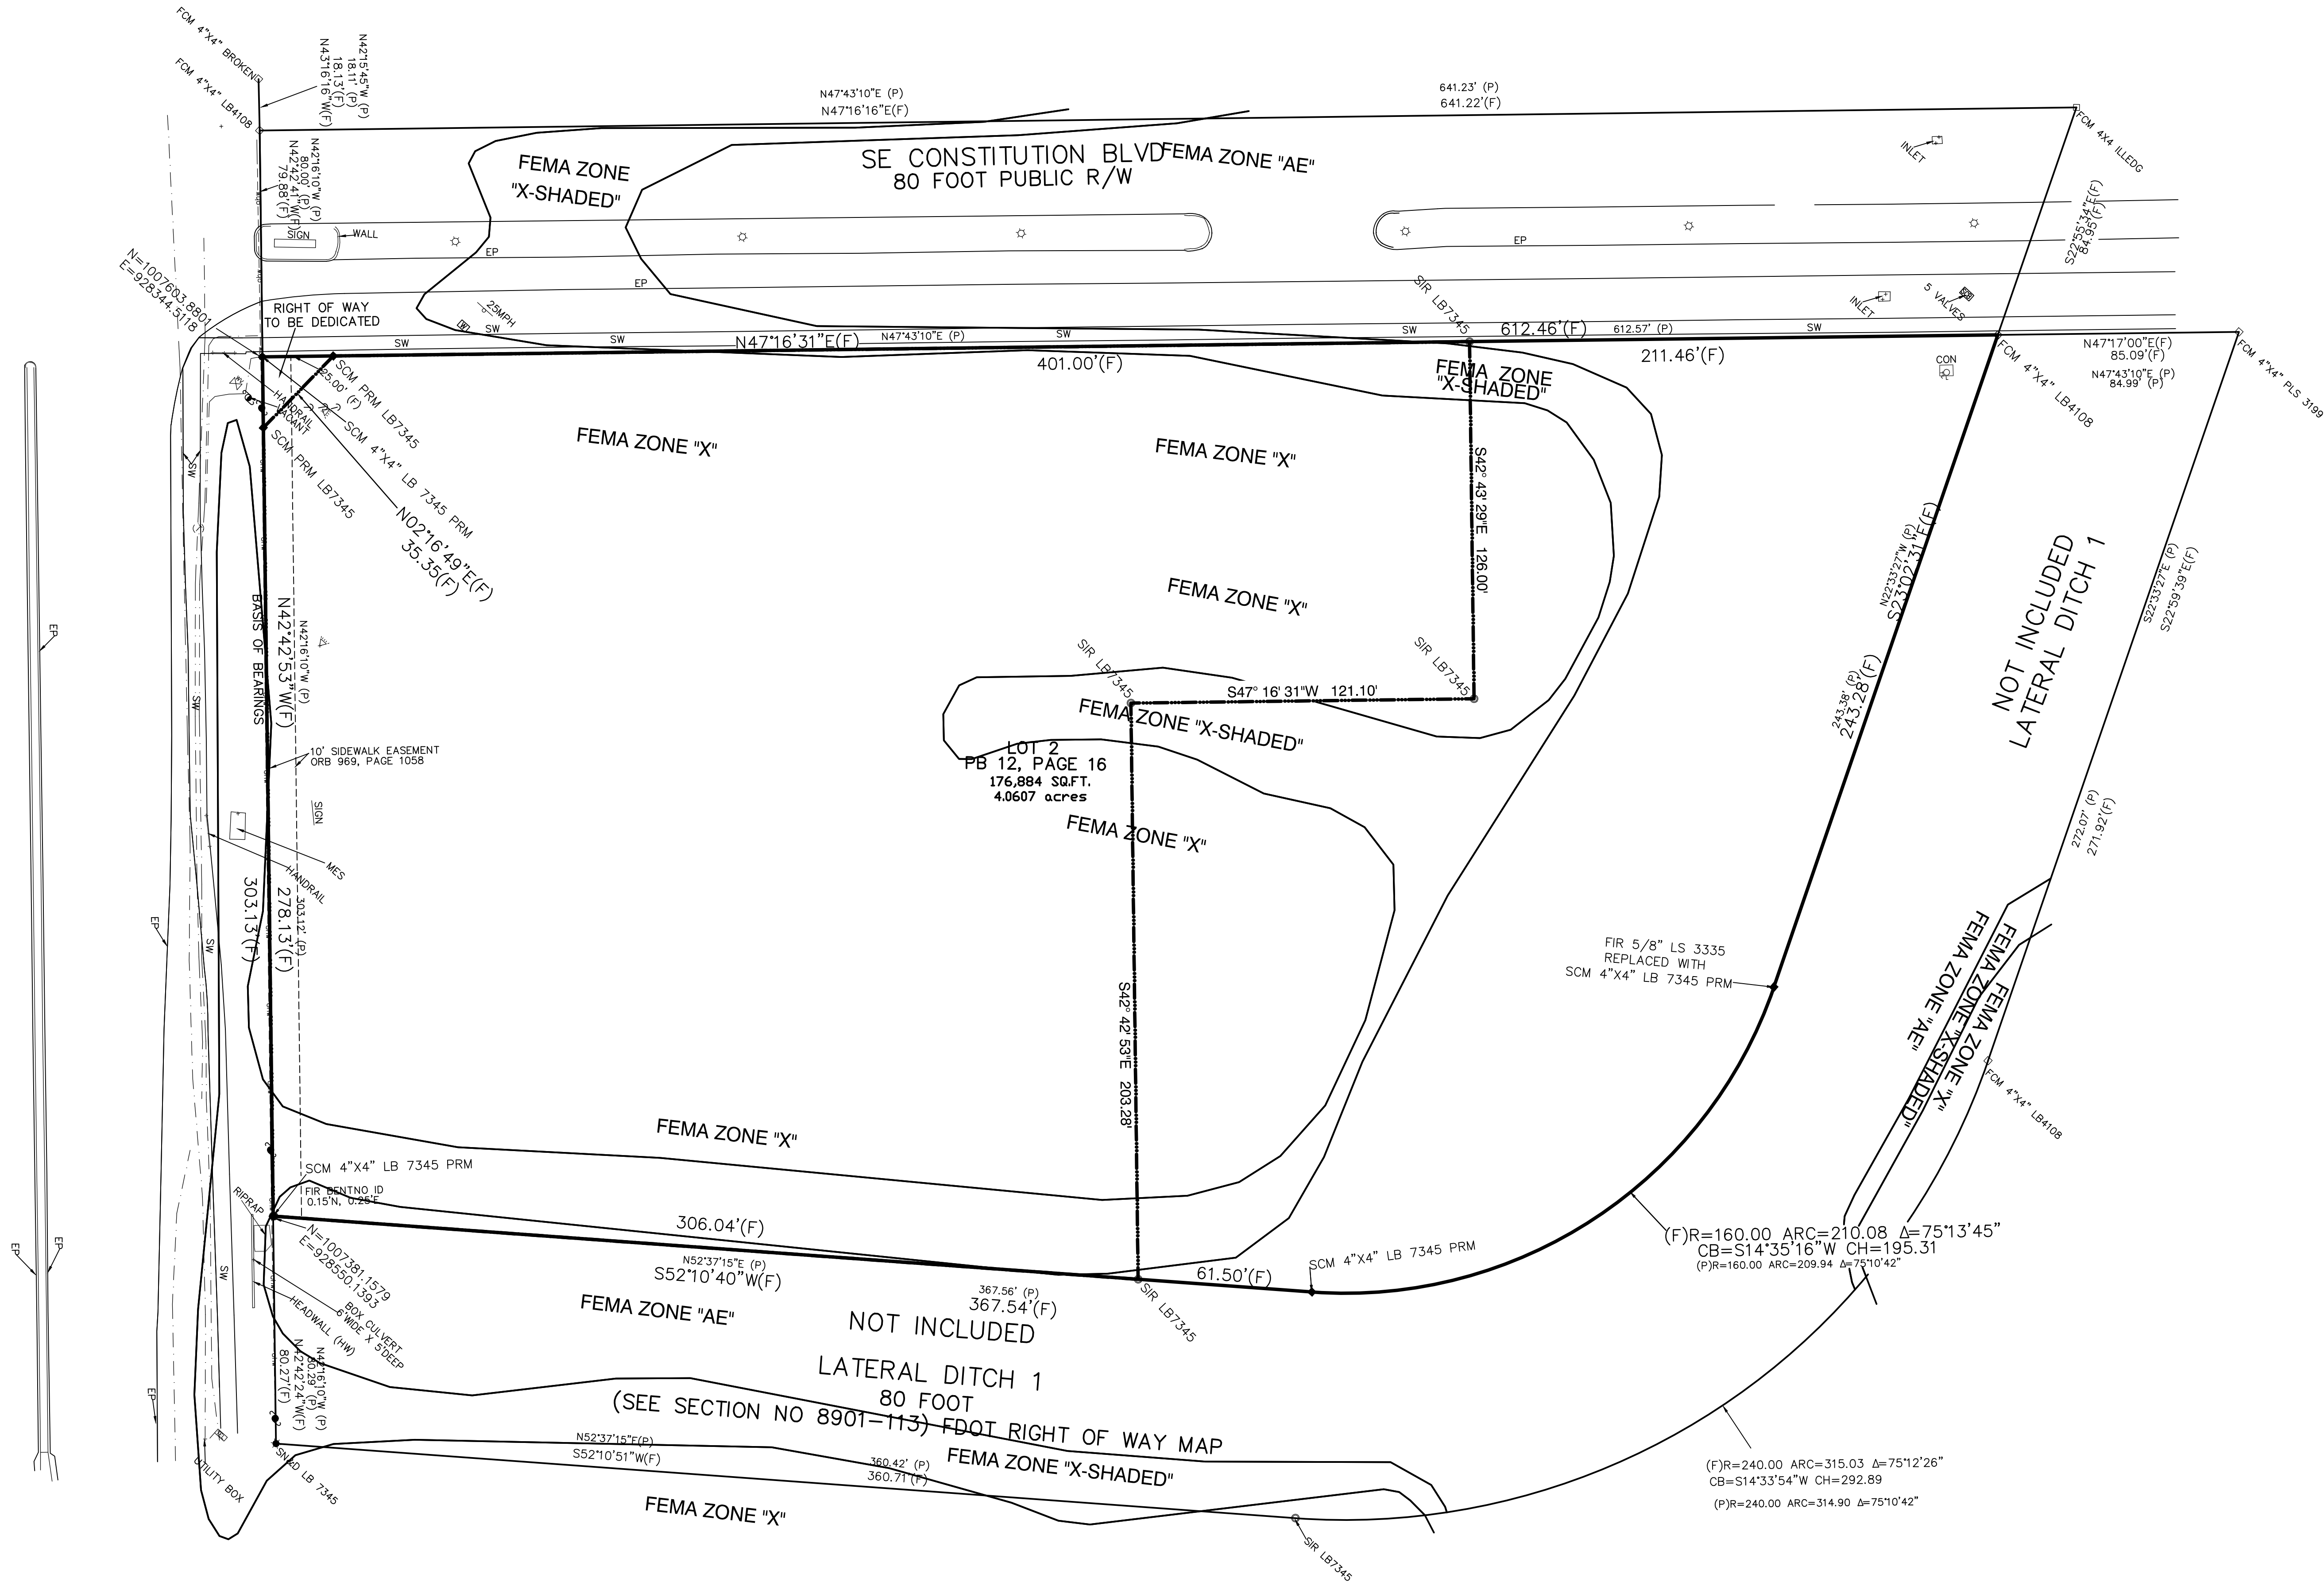 FCM 4"X4" BROKEN
FCM 4"X4" LB4108
N42°15'45"W (P)
18.11' (P)
18.13'(F)
N43°16'16"W(F)
N47°43'10"E (P)
N47°16'16"E(F)
641.23' (P)
641.22'(F)
FCM 4X4 ILLEDG
FEMA ZONE
"X-SHADED"
SE CONSTITUTION BLVD
80 FOOT PUBLIC R/W
FEMA ZONE "AE"
INLET
N42°16'10"W (P)
80.00' (P)
N42°42'41"W(F)
79.88'(F)
S22°55'34"E(F)
84.95'(F)
SIGN
WALL
EP
EP
EP
N=1007603.8801
E=928344.5118
RIGHT OF WAY
TO BE DEDICATED
25MPH
SW
SW
SW
SW
SW
SW
N47°16'31"E(F)
N47°43'10"E (P)
401.00'(F)
SIR LB7345
612.46'(F)
612.57' (P)
211.46'(F)
INLET
5 VALVES
CON
FCM 4"X4" LB4108
N47°17'00"E(F)
85.09'(F)
N47°43'10"E (P)
84.99' (P)
FCM 4"X4" PLS 3199
FEMA ZONE
"X-SHADED"
25.00' (F)
SCM PRM LB7345
HANDRAIL
SCM 4"X4" LB 7345 PRM
SCM PRM LB7345
N02°16'49"E(F)
35.35(F)
SW
FEMA ZONE "X"
FEMA ZONE "X"
S42° 43' 29"E 126.00'
N22°33'27"W (P)
S23°02'31"E(F)
243.38' (P)
243.28'(F)
NOT INCLUDED
LATERAL DITCH 1
S22°33'27"E (P)
S22°59'39"E(F)
272.07' (P)
271.92'(F)
FEMA ZONE "X"
BASIS OF BEARINGS
N42°42'53"W(F)
N42°16'10"W (P)
EP
SW
SIR LB7345
SIR LB7345
S47° 16' 31"W 121.10'
FEMA ZONE "X-SHADED"
10' SIDEWALK EASEMENT
ORB 969, PAGE 1058
LOT 2
PB 12, PAGE 16
176,884 SQ.FT.
4.0607 acres
FEMA ZONE "X"
SIGN
MES
HANDRAIL
303.13'(F)
278.13'(F)
303.12' (P)
EP
SW
FIR 5/8" LS 3335
REPLACED WITH
SCM 4"X4" LB 7345 PRM
FEMA ZONE "AE"
FEMA ZONE "X-SHADED"
FEMA ZONE "X"
FCM 4"X4" LB4108
S42° 42' 53"E 203.28'
FEMA ZONE "X"
SCM 4"X4" LB 7345 PRM
FIR BENTNO ID
0.15'N, 0.25'E
RIPRAP
N=1007381.1579
E=928550.1393
306.04'(F)
N52°37'15"E (P)
S52°10'40"W(F)
367.56' (P)
367.54'(F)
61.50'(F)
SCM 4"X4" LB 7345 PRM
SIR LB7345
(F)R=160.00 ARC=210.08 Δ=75°13'45"
CB=S14°35'16"W CH=195.31
(P)R=160.00 ARC=209.94 Δ=75°10'42"
EP
EP
SW
BOX CULVERT
6'WIDE X 5'DEEP
HEADWALL (HW)
N42°16'10"W (P)
80.29' (P)
N42°42'24"W(F)
80.27'(F)
EP
FEMA ZONE "AE"
NOT INCLUDED
LATERAL DITCH 1
80 FOOT
(SEE SECTION NO 8901-113) FDOT RIGHT OF WAY MAP
N52°37'15"E(P)
S52°10'51"W(F)
360.42' (P)
360.71'(F)
FEMA ZONE "X-SHADED"
FEMA ZONE "X"
SN&D LB 7345
UTILITY BOX
SIR LB7345
(F)R=240.00 ARC=315.03 Δ=75°12'26"
CB=S14°33'54"W CH=292.89
(P)R=240.00 ARC=314.90 Δ=75°10'42"